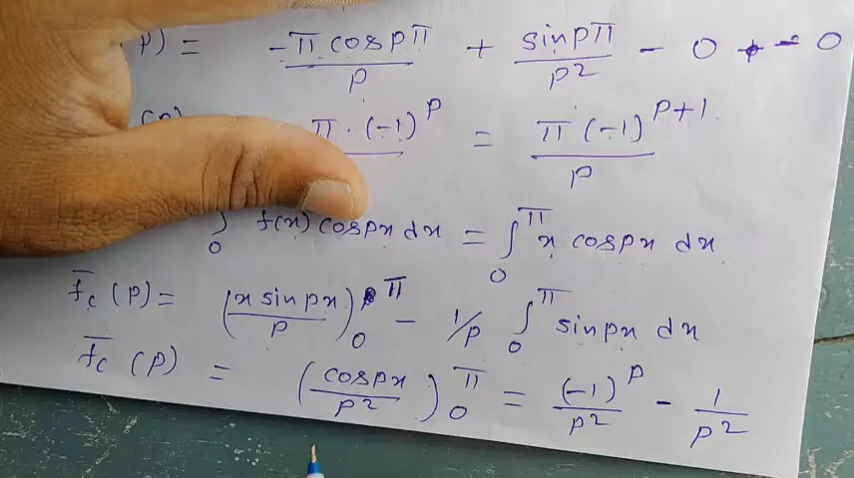 p) = -π cos pπ / p + sin pπ / p² - 0 + - 0
π · (-1)^p = π (-1)^(p+1) / p
∫₀ f(x) cos px dx = ∫₀^π x cos px dx
f̄c (p) = (x sin px / p)₀^π - 1/p ∫₀^π sin px dx
f̄c (p) = (cos px / p²)₀^π = (-1)^p / p² - 1 / p²